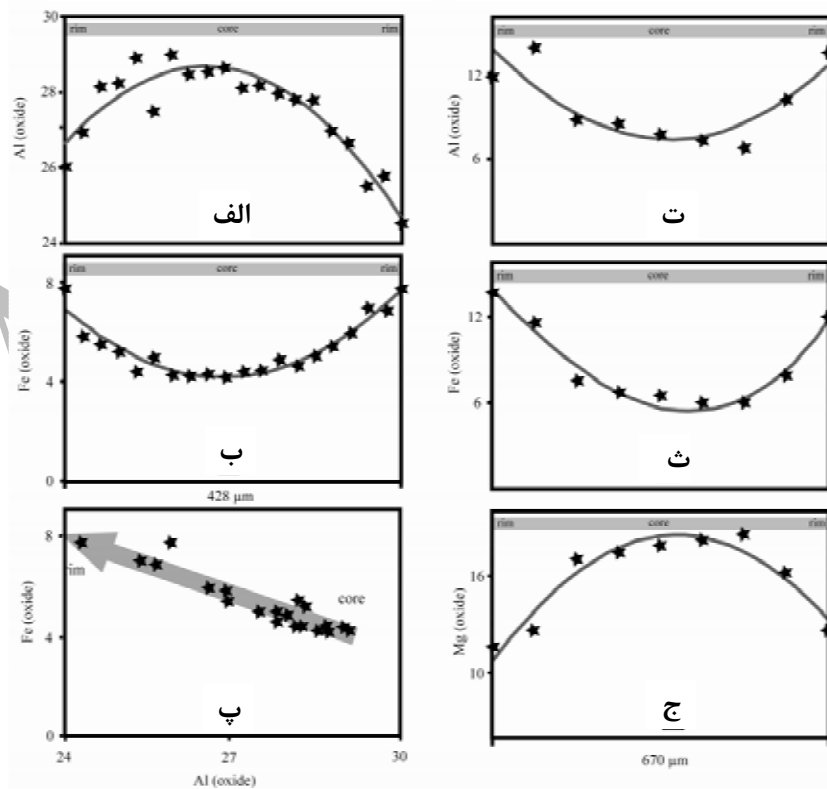 30
rim core rim
28
Al (oxide)
26
الف
24
rim core rim
8
Fe (oxide)
4
ب
0
428 μm
8
rim
core
Fe (oxide)
4
پ
0
24 27 30
Al (oxide)
rim core rim
12
Al (oxide)
6
ت
rim core rim
12
Fe (oxide)
6
ث
rim core rim
16
Mg (oxide)
10
ج
670 μm